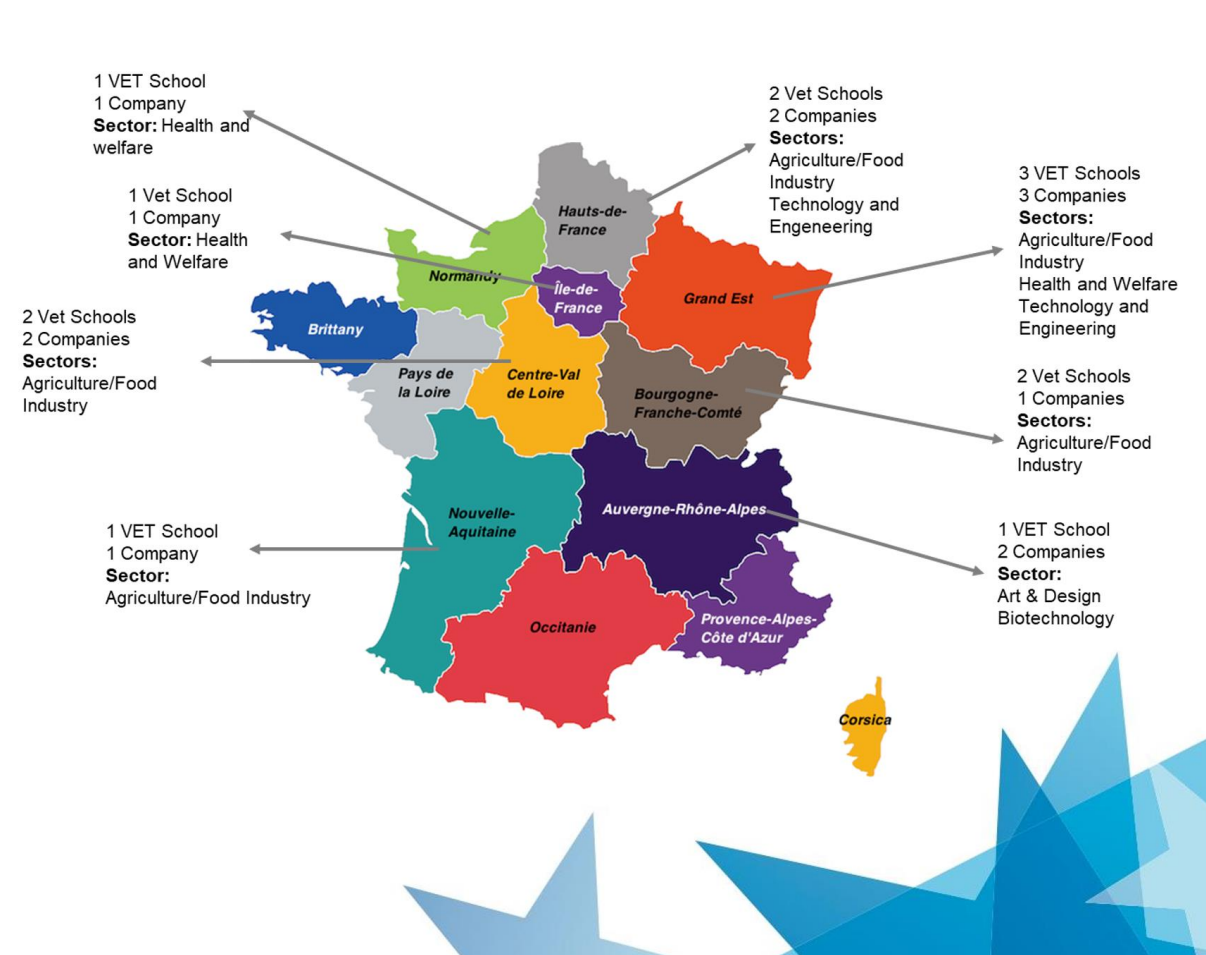 1 VET School
1 Company
Sector: Health and
welfare
1 Vet School
1 Company
Sector: Health
and Welfare
2 Vet Schools
2 Companies
Sectors:
Agriculture/Food
Industry
1 VET School
1 Company
Sector:
Agriculture/Food Industry
2 Vet Schools
2 Companies
Sectors:
Agriculture/Food
Industry
Technology and
Engeneering
3 VET Schools
3 Companies
Sectors:
Agriculture/Food
Industry
Health and Welfare
Technology and
Engineering
2 Vet Schools
1 Companies
Sectors:
Agriculture/Food
Industry
1 VET School
2 Companies
Sector:
Art & Design
Biotechnology
Hauts-de-
France
Normandy
Île-de-
France
Grand Est
Brittany
Pays de
la Loire
Centre-Val
de Loire
Bourgogne-
Franche-Comté
Nouvelle-
Aquitaine
Auvergne-Rhône-Alpes
Occitanie
Provence-Alpes-
Côte d'Azur
Corsica